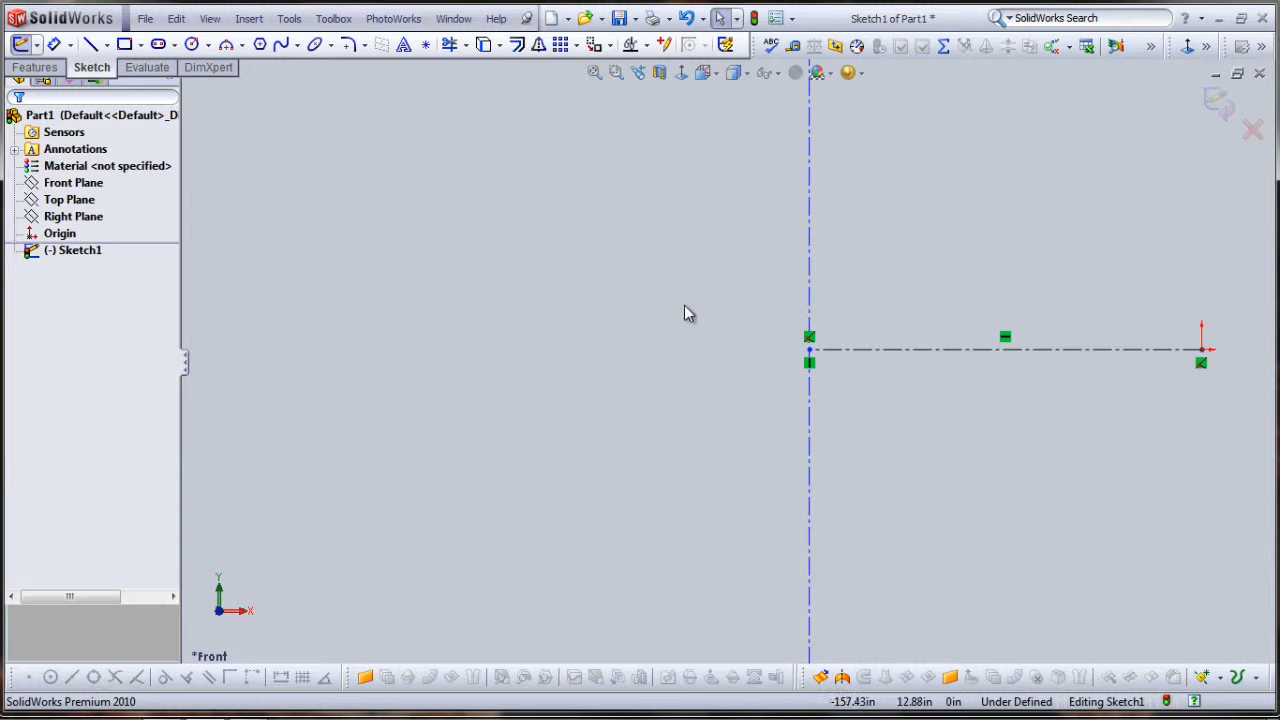 SolidWorks File Edit View Insert Tools Toolbox PhotoWorks Window Help Sketch1 of Part1 * SolidWorks Search ?
ABC
Features Sketch Evaluate DimXpert
Part1 (Default<<Default>_D
Sensors
A Annotations
Material <not specified>
Front Plane
Top Plane
Right Plane
Origin
(-) Sketch1
Y
X
*Front
SolidWorks Premium 2010 -157.43in 12.88in 0in Under Defined Editing Sketch1 ?